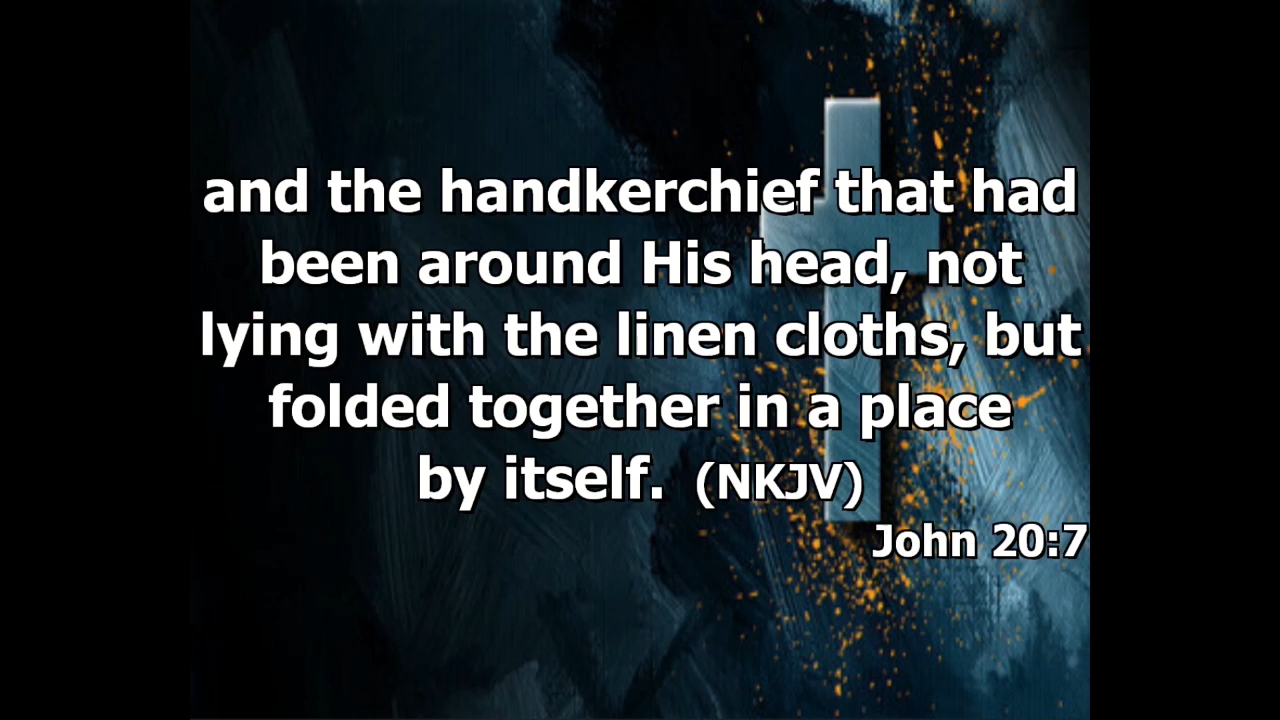 and the handkerchief that had
been around His head, not
lying with the linen cloths, but
folded together in a place
by itself. (NKJV)
John 20:7